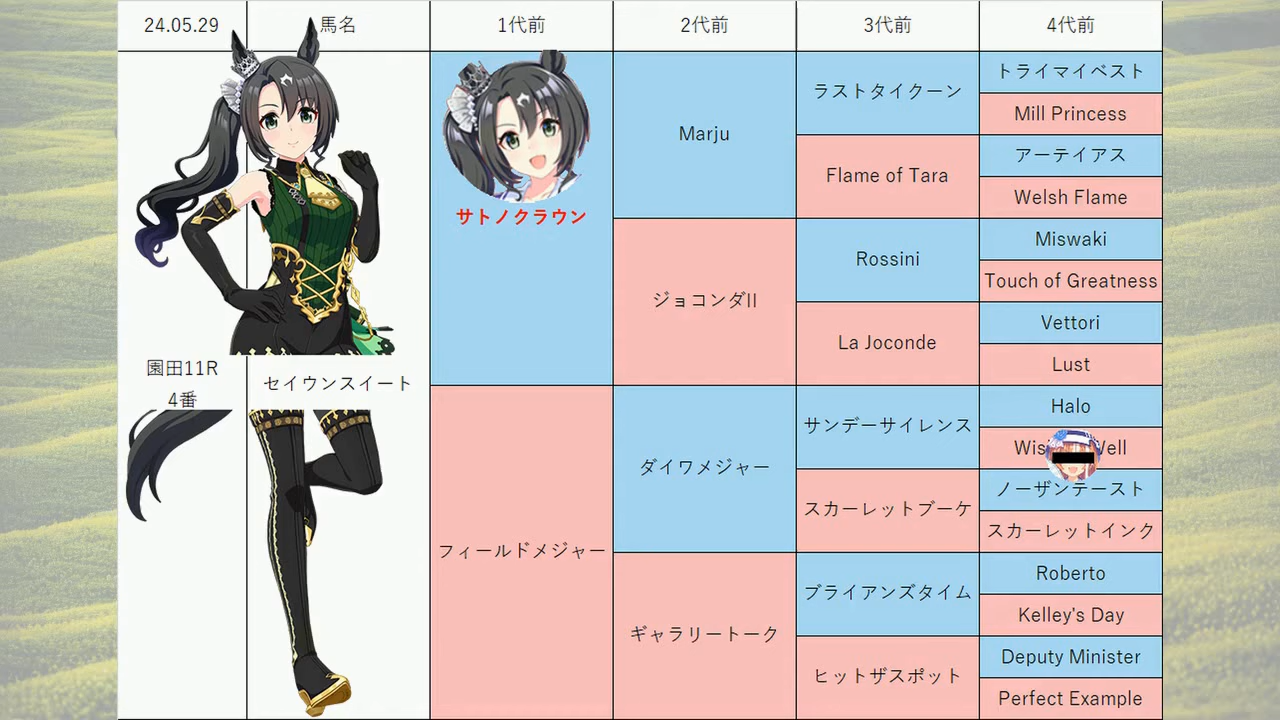 24.05.29
馬名
1代前
2代前
3代前
4代前
園田11R
4番
セイウンスイート
サトノクラウン
フィールドメジャー
Marju
ジョコンダII
ダイワメジャー
ギャラリートーク
ラストタイクーン
Flame of Tara
Rossini
La Joconde
サンデーサイレンス
スカーレットブーケ
ブライアンズタイム
ヒットザスポット
トライマイベスト
Mill Princess
アーテイアス
Welsh Flame
Miswaki
Touch of Greatness
Vettori
Lust
Halo
ノーザンテースト
スカーレットインク
Roberto
Kelley's Day
Deputy Minister
Perfect Example